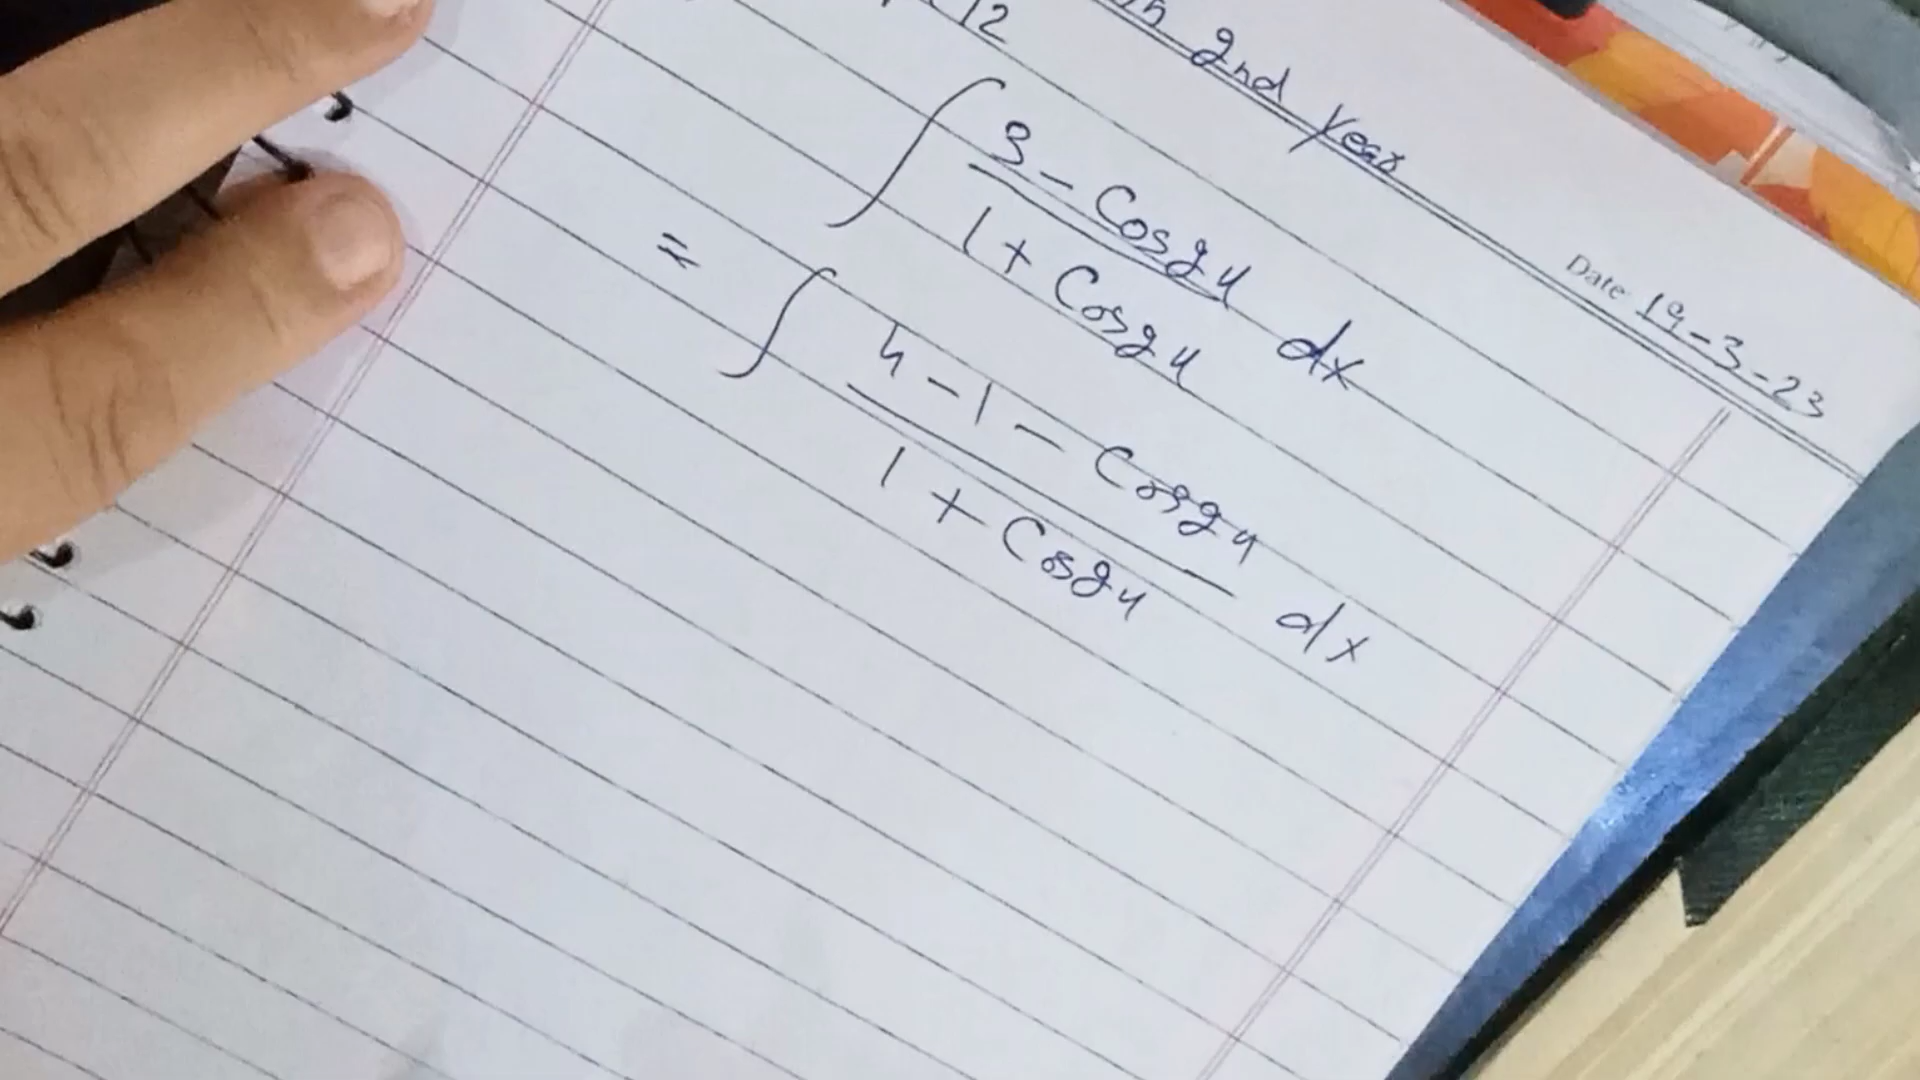 2nd Year
12
Date 19-3-23
∫ 3 - Cos2x / 1 + Cos2x dx
= ∫ 4 - 1 - Cos2x / 1 + Cos2x dx